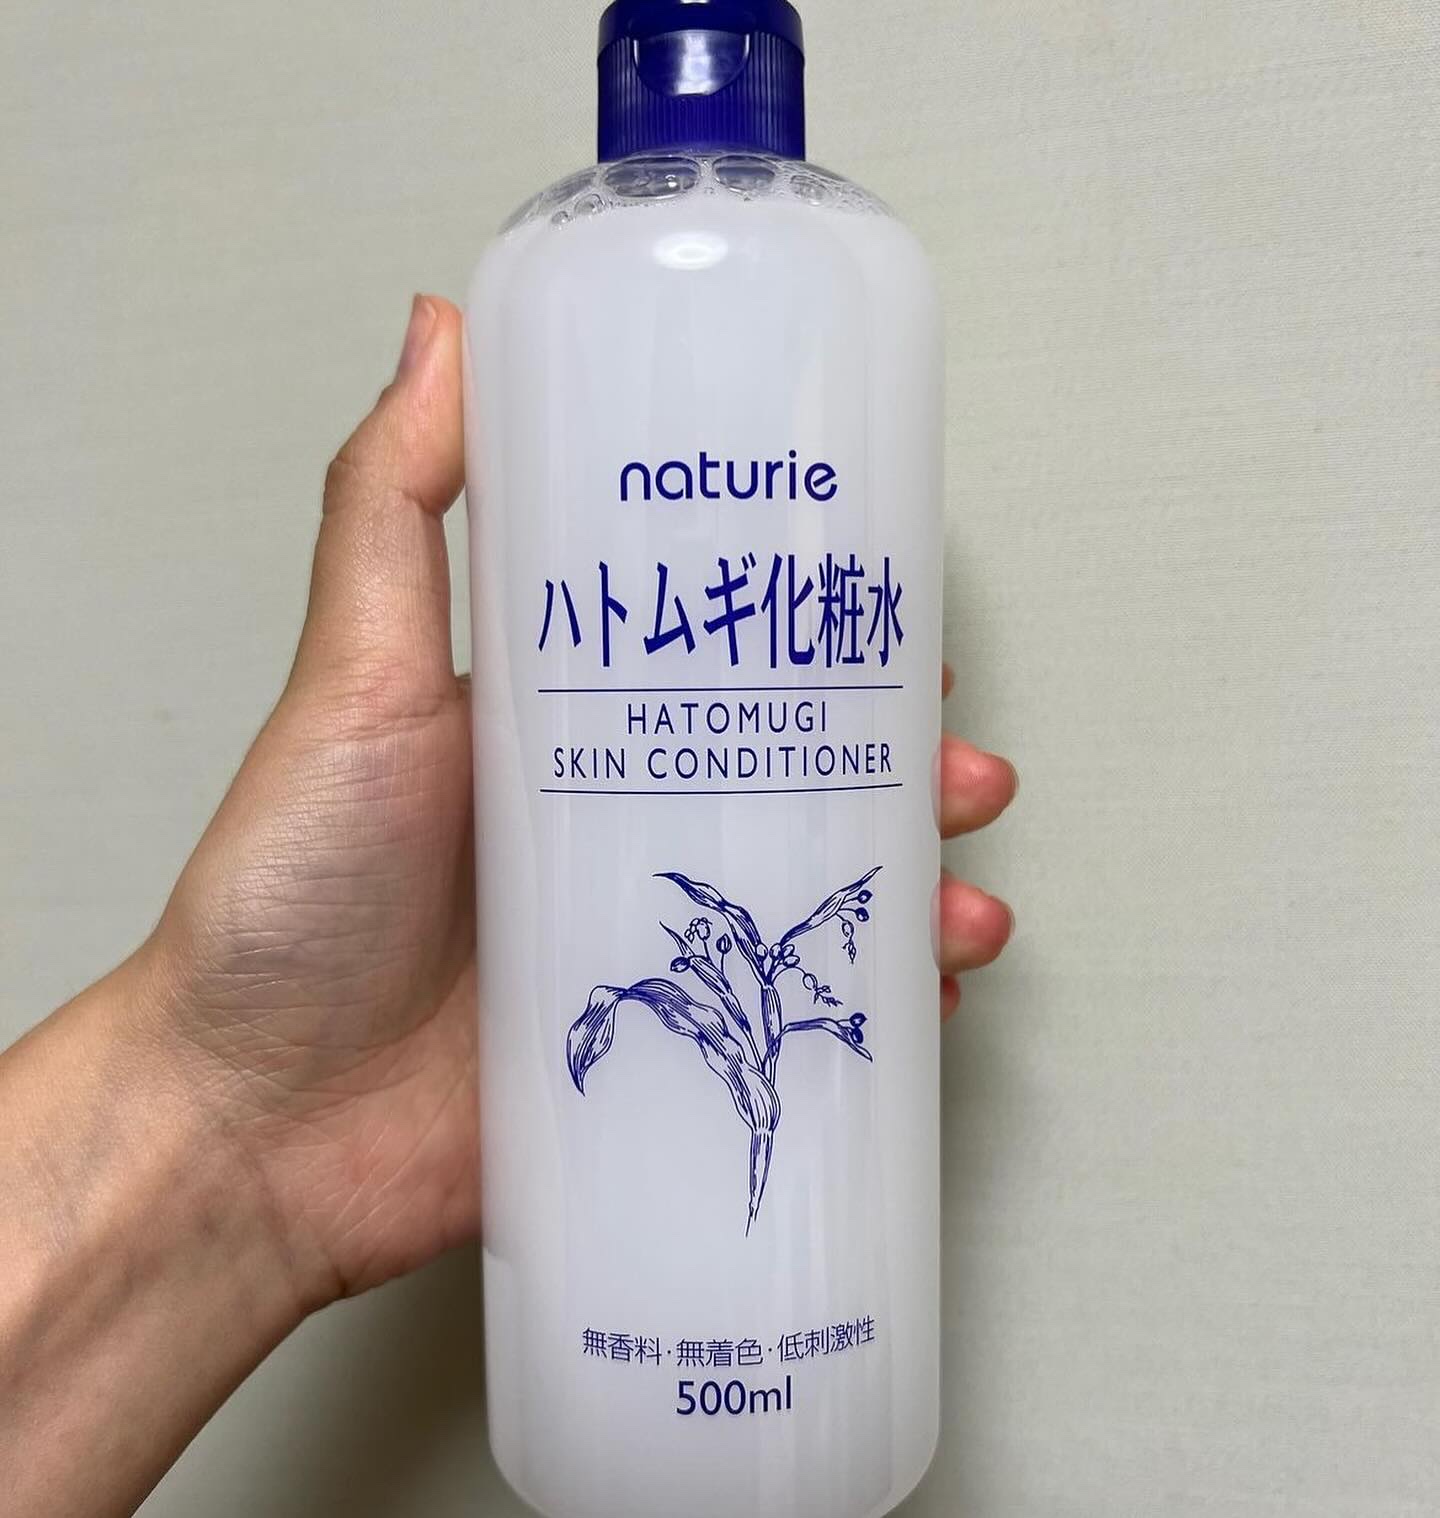 naturie
ハトムギ化粧水
HATOMUGI
SKIN CONDITIONER
無香料・無着色・低刺激性
500ml